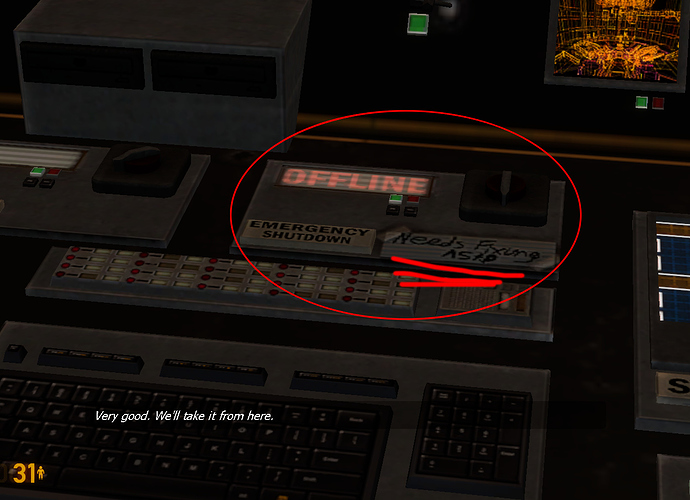 OFFLINE
EMERGENCY
SHUTDOWN
Needs Fixing
ASAP
Very good. We'll take it from here.
31